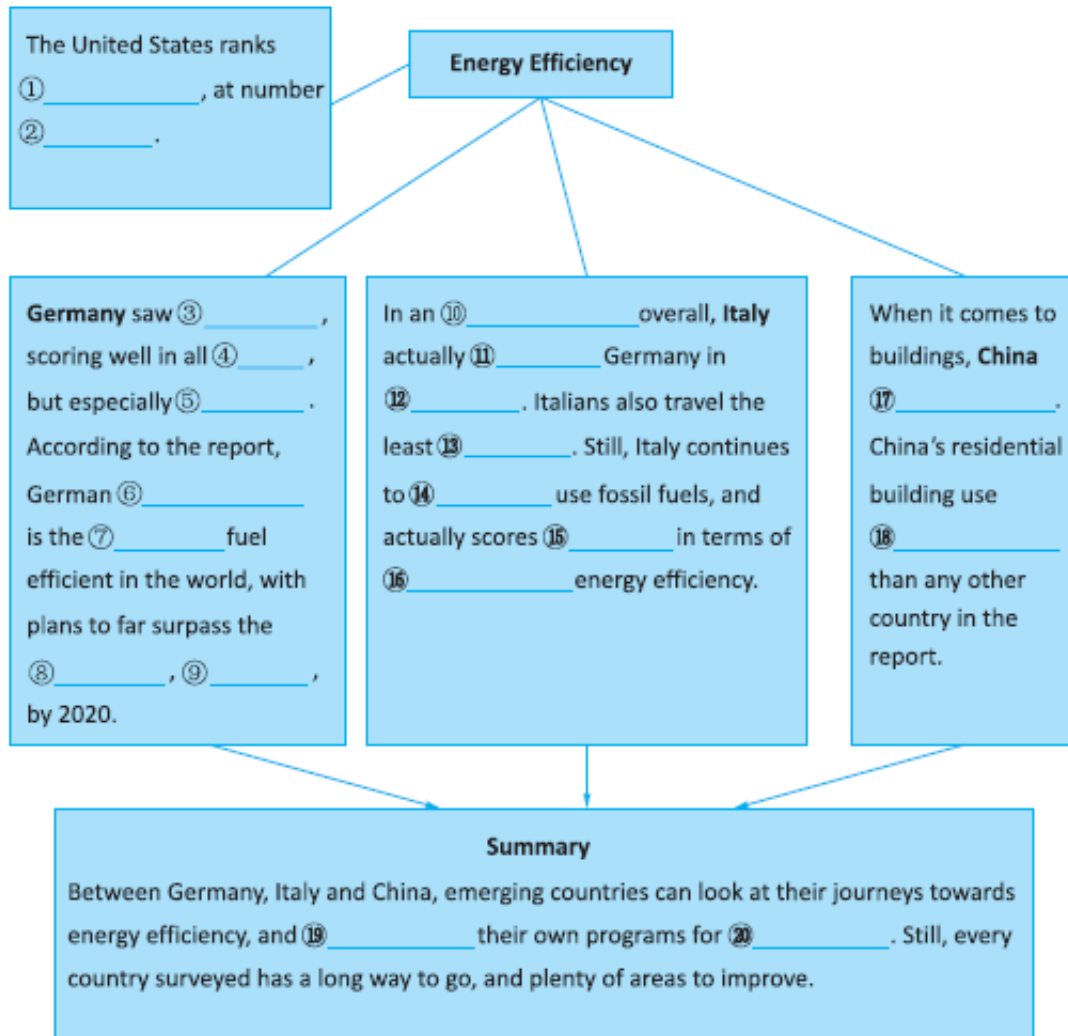 The United States ranks
①____________, at number
②________.
Energy Efficiency
Germany saw ③_________,
scoring well in all ④_____,
but especially ⑤________.
According to the report,
German ⑥____________
is the ⑦_________ fuel
efficient in the world, with
plans to far surpass the
⑧_________, ⑨________,
by 2020.
In an ⑩_____________ overall, Italy
actually ⑪________ Germany in
⑫________. Italians also travel the
least ⑬________. Still, Italy continues
to ⑭_________ use fossil fuels, and
actually scores ⑮________ in terms of
⑯_____________ energy efficiency.
When it comes to
buildings, China
⑰____________.
China's residential
building use
⑱____________
than any other
country in the
report.
Summary
Between Germany, Italy and China, emerging countries can look at their journeys towards
energy efficiency, and ⑲___________ their own programs for ⑳__________. Still, every
country surveyed has a long way to go, and plenty of areas to improve.